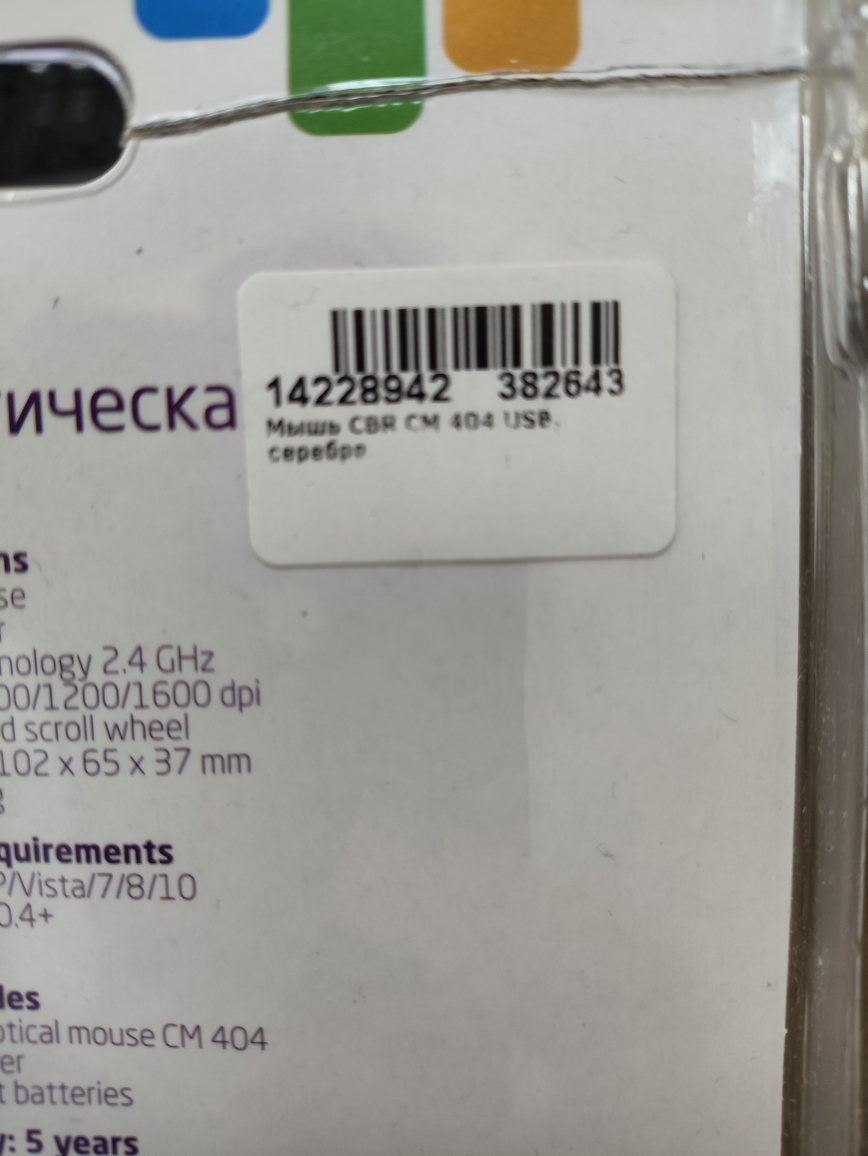 14228942 382643
Мышь CBR CM 404 USB,
серебро
ическа
ns
se
r
nology 2.4 GHz
00/1200/1600 dpi
d scroll wheel
102 x 65 x 37 mm
g
quirements
P/Vista/7/8/10
0.4+
les
ptical mouse CM 404
er
t batteries
y: 5 years